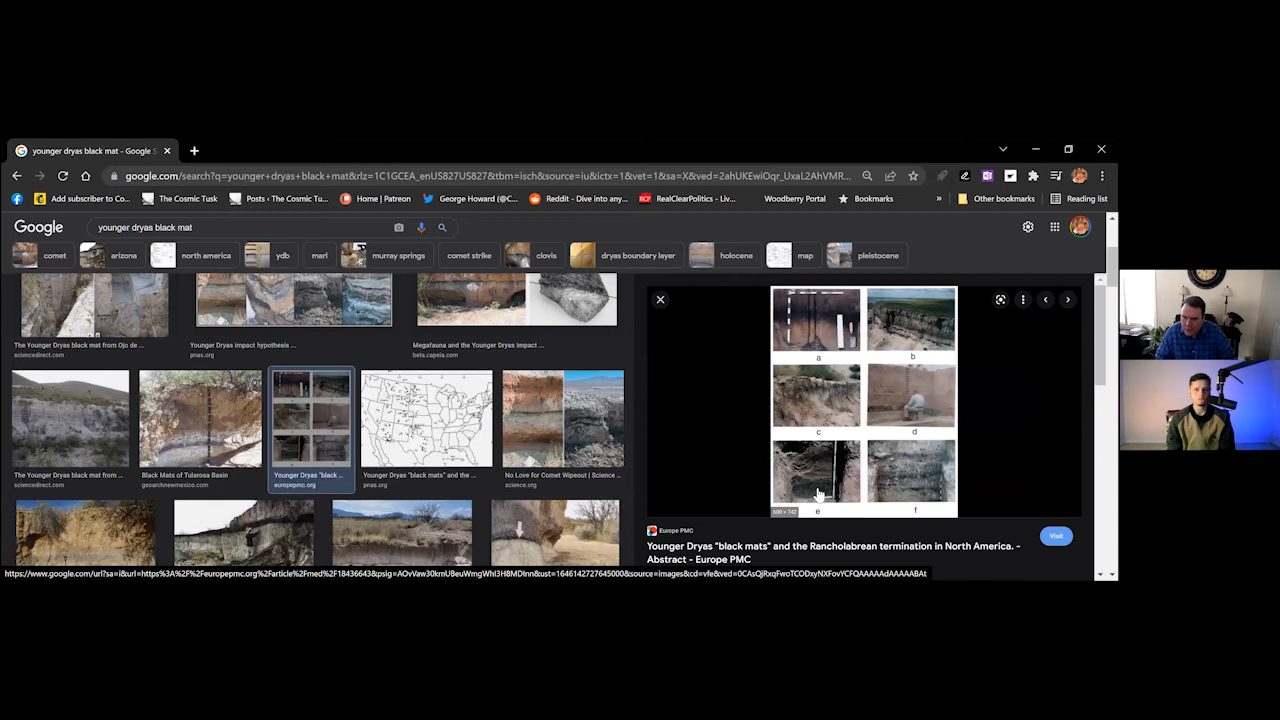 younger dryas black mat - Google S
google.com/search?q=younger+dryas+black+mat&rlz=1C1GCEA_enUS827US827&tbm=isch&source=iu&ictx=1&vet=1&sa=X&ved=2ahUKEwiOqr_UxaL2AhVMR...
Add subscriber to Co... The Cosmic Tusk Posts ‹ The Cosmic Tu... Home | Patreon George Howard (@C... Reddit - Dive into any... RCP RealClearPolitics - Liv... Woodberry Portal Bookmarks » Other bookmarks Reading list
Google younger dryas black mat
comet arizona north america ydb marl murray springs comet strike clovis dryas boundary layer holocene map pleistocene
The Younger Dryas black mat from Ojo de ...
sciencedirect.com
Younger Dryas impact hypothesis ...
pnas.org
Megafauna and the Younger Dryas Impact ...
beta.capeia.com
The Younger Dryas black mat from ...
sciencedirect.com
Black Mats of Tularosa Basin
geoarchnewmexico.com
Younger Dryas "black ...
europepmc.org
Younger Dryas "black mats" and the ...
pnas.org
No Love for Comet Wipeout | Science ...
science.org
a b
c d
e f
600 × 742
Europe PMC
Visit
Younger Dryas "black mats" and the Rancholabrean termination in North America. -
Abstract - Europe PMC